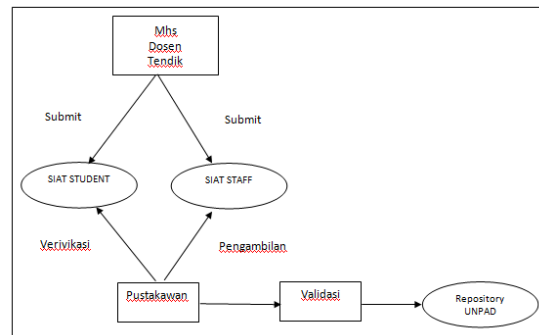 Mhs
Dosen
Tendik
Submit
Submit
SIAT STUDENT
SIAT STAFF
Verivikasi
Pengambilan
Pustakawan
Validasi
Repository
UNPAD